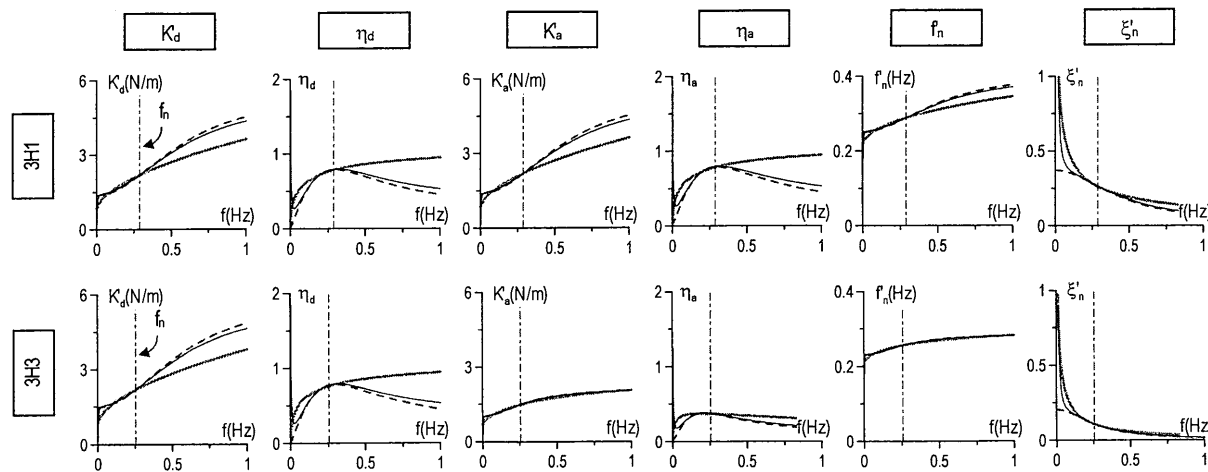 K'd ηd K'a ηa f'n ξ'n
3H1
6 K'd(N/m) 2 ηd 6 K'a(N/m) 2 ηa 0.4 f'n(Hz) 1 ξ'n
fn
3 1 3 1 0.2 0.5
f(Hz) f(Hz) f(Hz) f(Hz) f(Hz) f(Hz)
0 0 0 0 0.0 0
0 0.5 1 0 0.5 1 0 0.5 1 0 0.5 1 0 0.5 1 0 0.5 1
3H3
6 K'd(N/m) 2 ηd 6 K'a(N/m) 2 ηa 0.4 f'n(Hz) 1 ξ'n
fn
3 1 3 1 0.2 0.5
f(Hz) f(Hz) f(Hz) f(Hz) f(Hz) f(Hz)
0 0 0 0 0.0 0
0 0.5 1 0 0.5 1 0 0.5 1 0 0.5 1 0 0.5 1 0 0.5 1